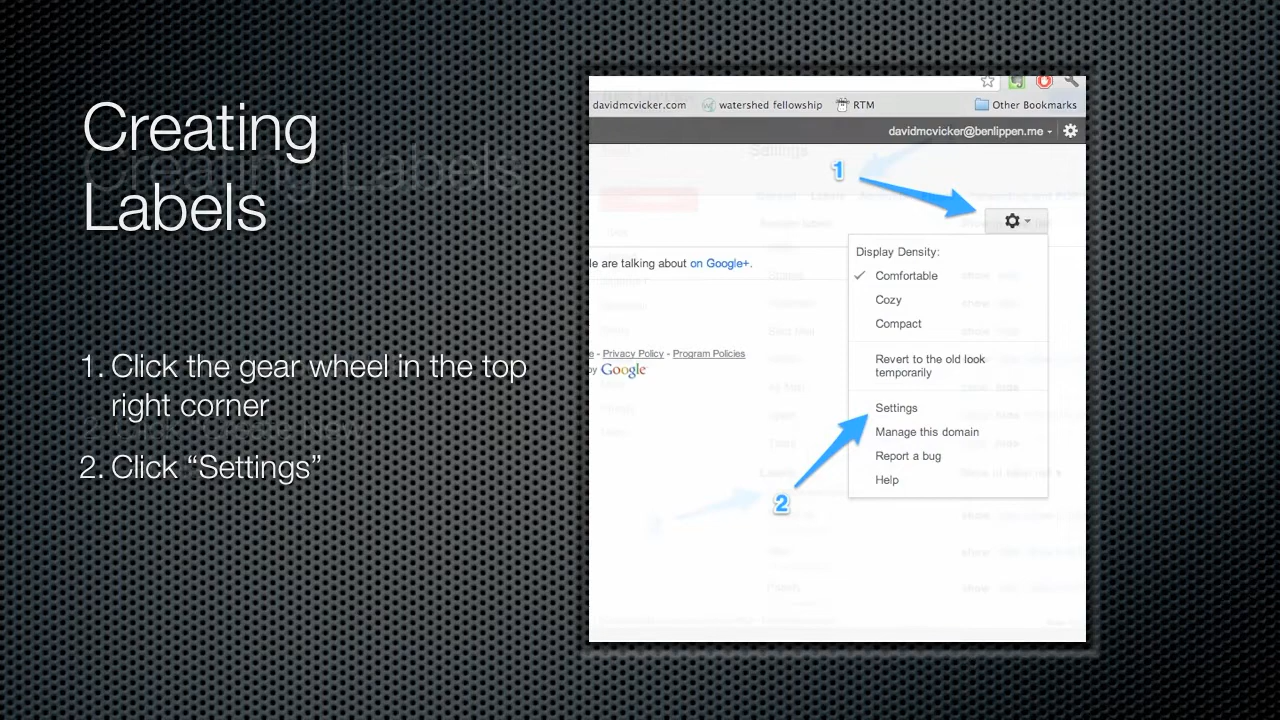 Creating
Labels
1. Click the gear wheel in the top
right corner
2. Click “Settings”
davidmcvicker.com
watershed fellowship
RTM
Other Bookmarks
davidmcvicker@benlippen.me
Settings
1
Display Density:
le are talking about on Google+.
Comfortable
Cozy
Compact
e - Privacy Policy - Program Policies
by Google
Revert to the old look
temporarily
Settings
Manage this domain
Report a bug
Help
2